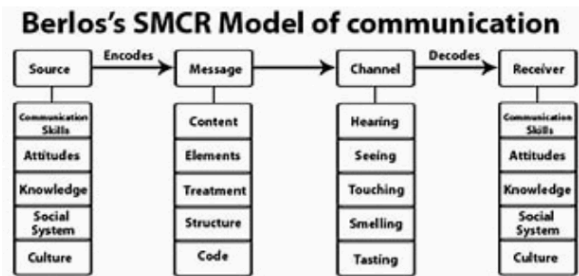 Berlos's SMCR Model of communication
Encodes
Decodes
Source
Message
Channel
Receiver
Communication
Skills
Attitudes
Knowledge
Social
System
Culture
Content
Elements
Treatment
Structure
Code
Hearing
Seeing
Touching
Smelling
Tasting
Communication
Skills
Attitudes
Knowledge
Social
System
Culture